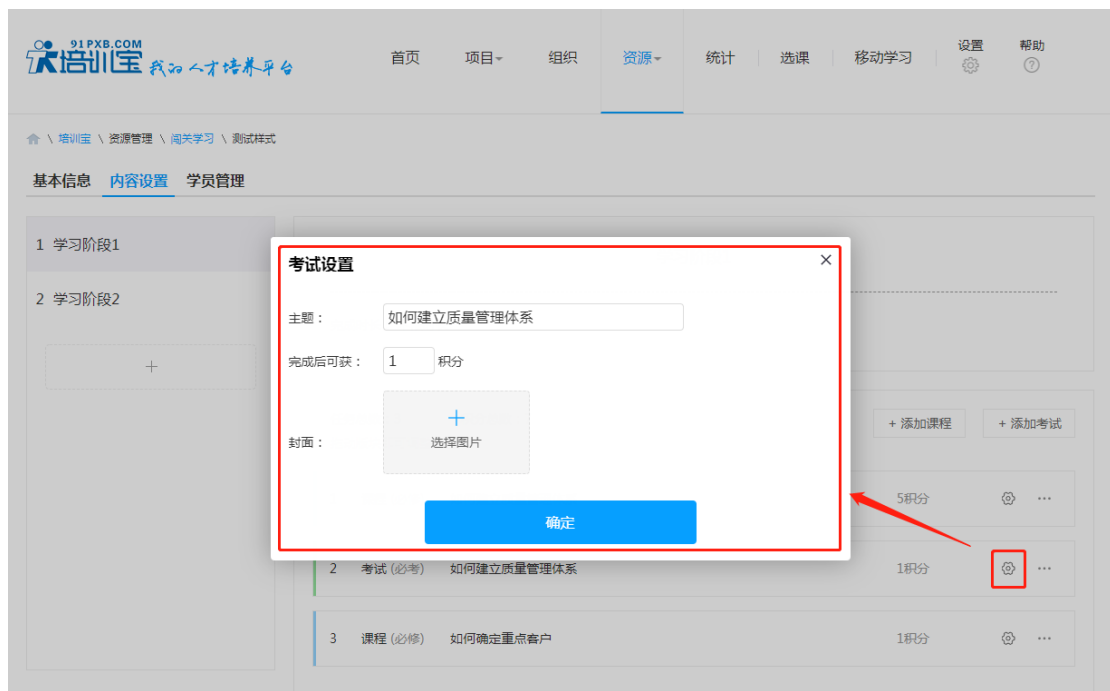 91PXB.COM
培训宝 我的人才培养平台
首页 项目 组织 资源 统计 选课 移动学习 设置 帮助
\ 培训宝 \ 资源管理 \ 闯关学习 \ 测试样式
基本信息 内容设置 学员管理
1 学习阶段1
2 学习阶段2
+
考试设置 ×
主题： 如何建立质量管理体系
完成后可获： 1 积分
封面： + 选择图片
确定
+ 添加课程 + 添加考试
5积分 ...
2 考试 (必考) 如何建立质量管理体系 1积分 ...
3 课程 (必修) 如何确定重点客户 1积分 ...